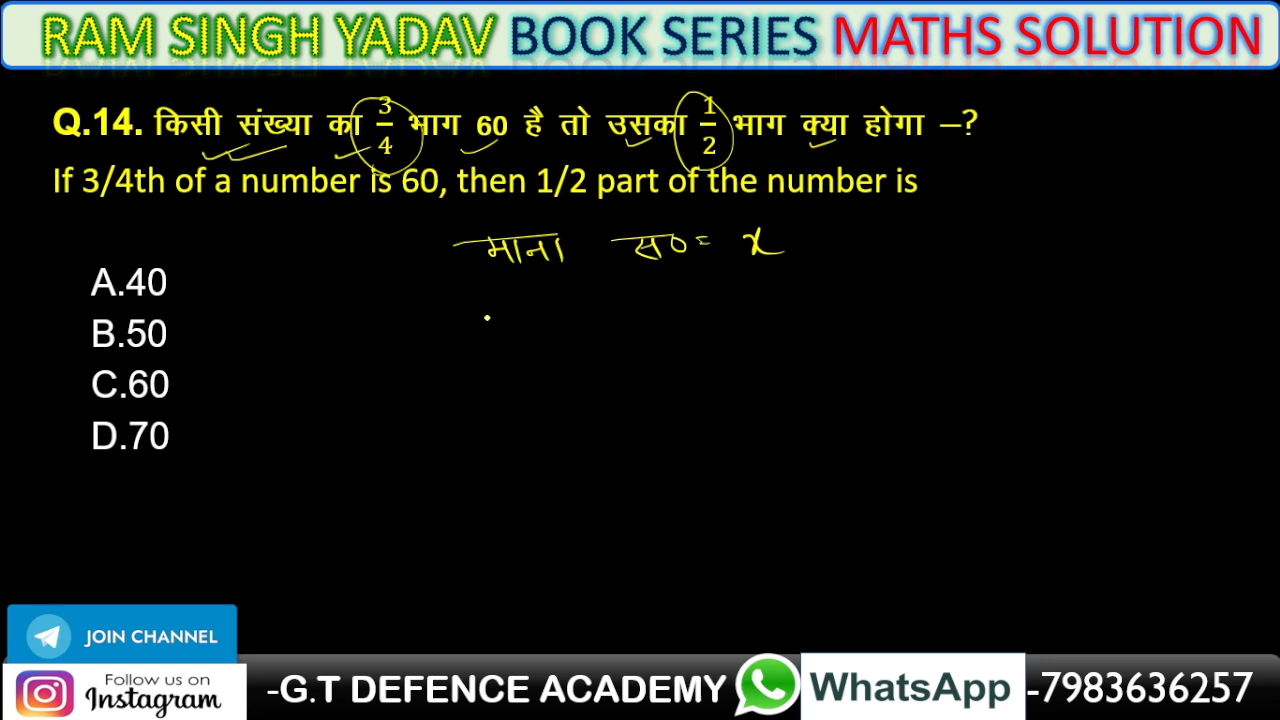 RAM SINGH YADAV BOOK SERIES MATHS SOLUTION
Q.14. किसी संख्या का 3/4 भाग 60 है तो उसका 1/2 भाग क्या होगा –?
If 3/4th of a number is 60, then 1/2 part of the number is
माना स० = x
A.40
B.50
C.60
D.70
JOIN CHANNEL
Follow us on
Instagram
-G.T DEFENCE ACADEMY WhatsApp -7983636257